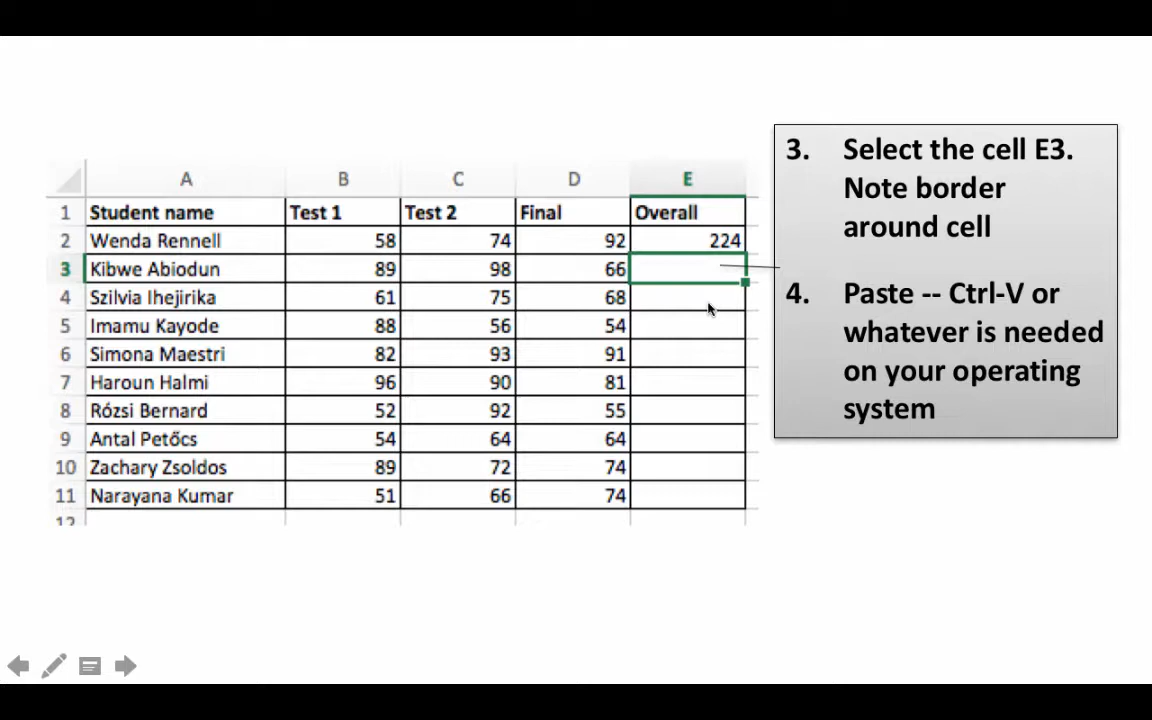 A B C D E
1 Student name Test 1 Test 2 Final Overall
2 Wenda Rennell 58 74 92 224
3 Kibwe Abiodun 89 98 66
4 Szilvia Ihejirika 61 75 68
5 Imamu Kayode 88 56 54
6 Simona Maestri 82 93 91
7 Haroun Halmi 96 90 81
8 Rózsi Bernard 52 92 55
9 Antal Petőcs 54 64 64
10 Zachary Zsoldos 89 72 74
11 Narayana Kumar 51 66 74
12
3. Select the cell E3.
Note border
around cell
4. Paste -- Ctrl-V or
whatever is needed
on your operating
system